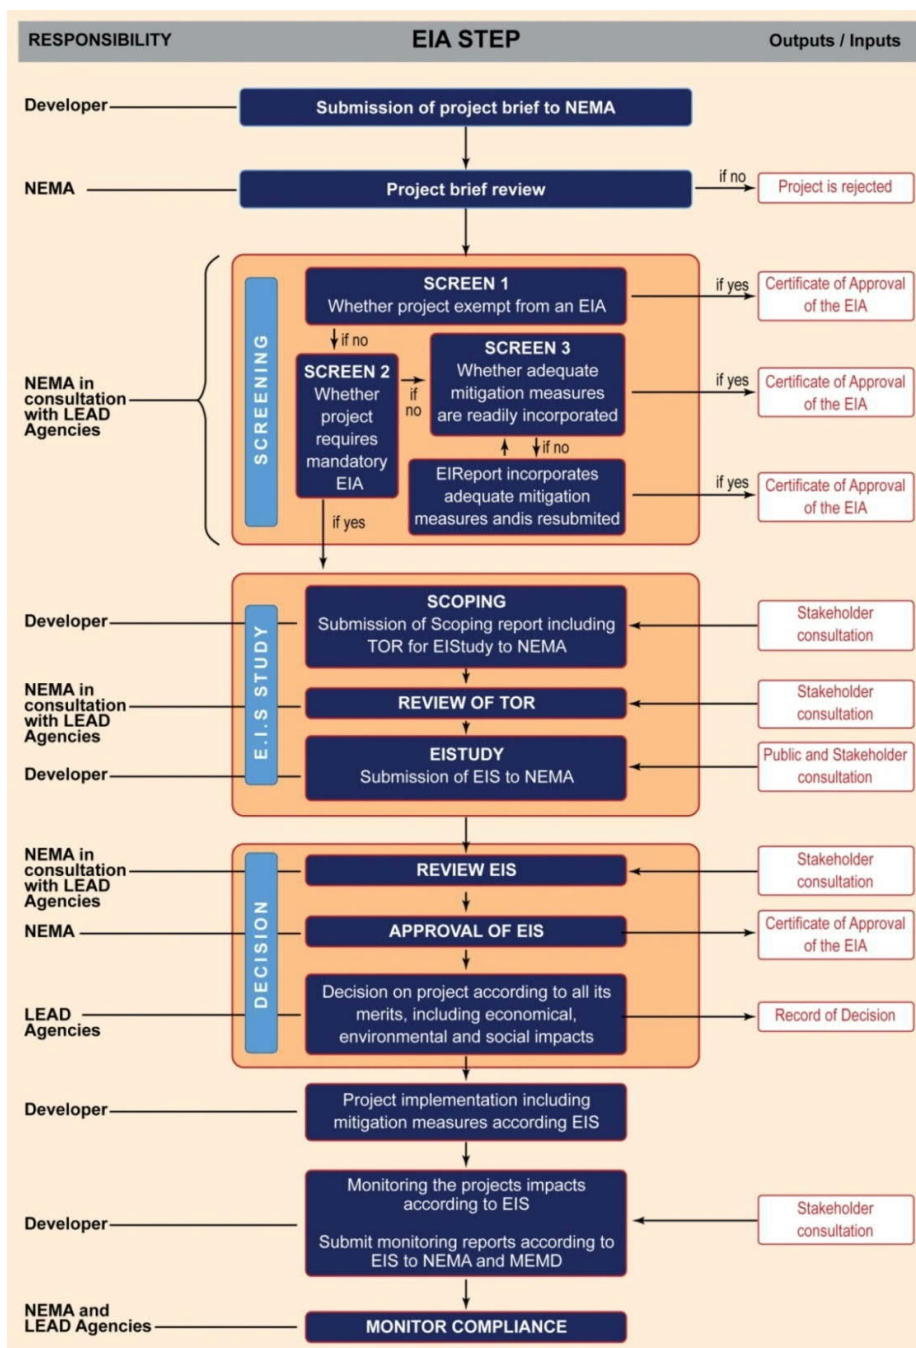 RESPONSIBILITY
EIA STEP
Outputs / Inputs
Developer
Submission of project brief to NEMA
NEMA
Project brief review
if no
Project is rejected
NEMA in
consultation
with LEAD
Agencies
SCREENING
SCREEN 1
Whether project exempt from an EIA
if yes
Certificate of Approval
of the EIA
if no
SCREEN 2
Whether
project
requires
mandatory
EIA
if
no
SCREEN 3
Whether adequate
mitigation measures
are readily incorporated
if yes
Certificate of Approval
of the EIA
if no
EIReport incorporates
adequate mitigation
measures andis resubmited
if yes
Certificate of Approval
of the EIA
if yes
E.I.S STUDY
Developer
SCOPING
Submission of Scoping report including
TOR for EIStudy to NEMA
Stakeholder
consultation
NEMA in
consultation
with LEAD
Agencies
REVIEW OF TOR
Stakeholder
consultation
Developer
EISTUDY
Submission of EIS to NEMA
Public and Stakeholder
consultation
DECISION
NEMA in
consultation
with LEAD
Agencies
REVIEW EIS
Stakeholder
consultation
NEMA
APPROVAL OF EIS
Certificate of Approval
of the EIA
LEAD
Agencies
Decision on project according to all its
merits, including economical,
environmental and social impacts
Record of Decision
Developer
Project implementation including
mitigation measures according EIS
Developer
Monitoring the projects impacts
according to EIS
Submit monitoring reports according to
EIS to NEMA and MEMD
Stakeholder
consultation
NEMA and
LEAD Agencies
MONITOR COMPLIANCE